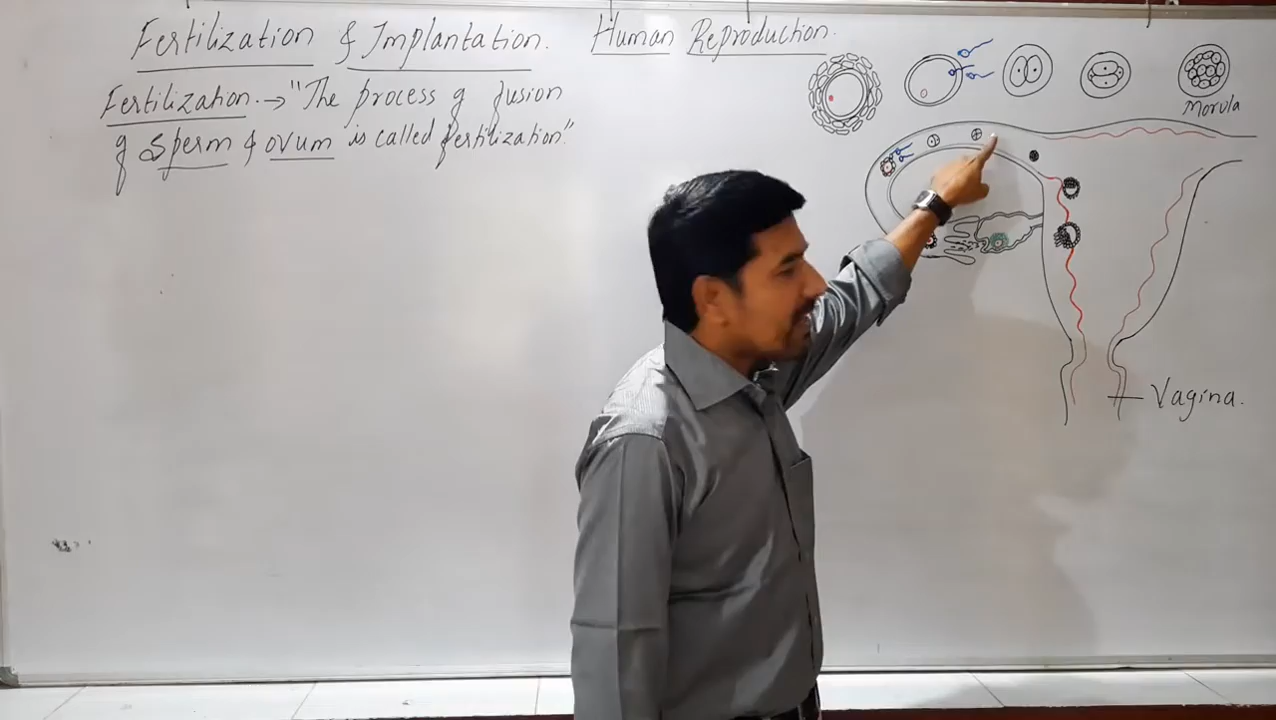 Fertilization & Implantation. Human Reproduction.
Fertilization. → "The process of fusion
of sperm & ovum is called fertilization."
Morula
Vagina.